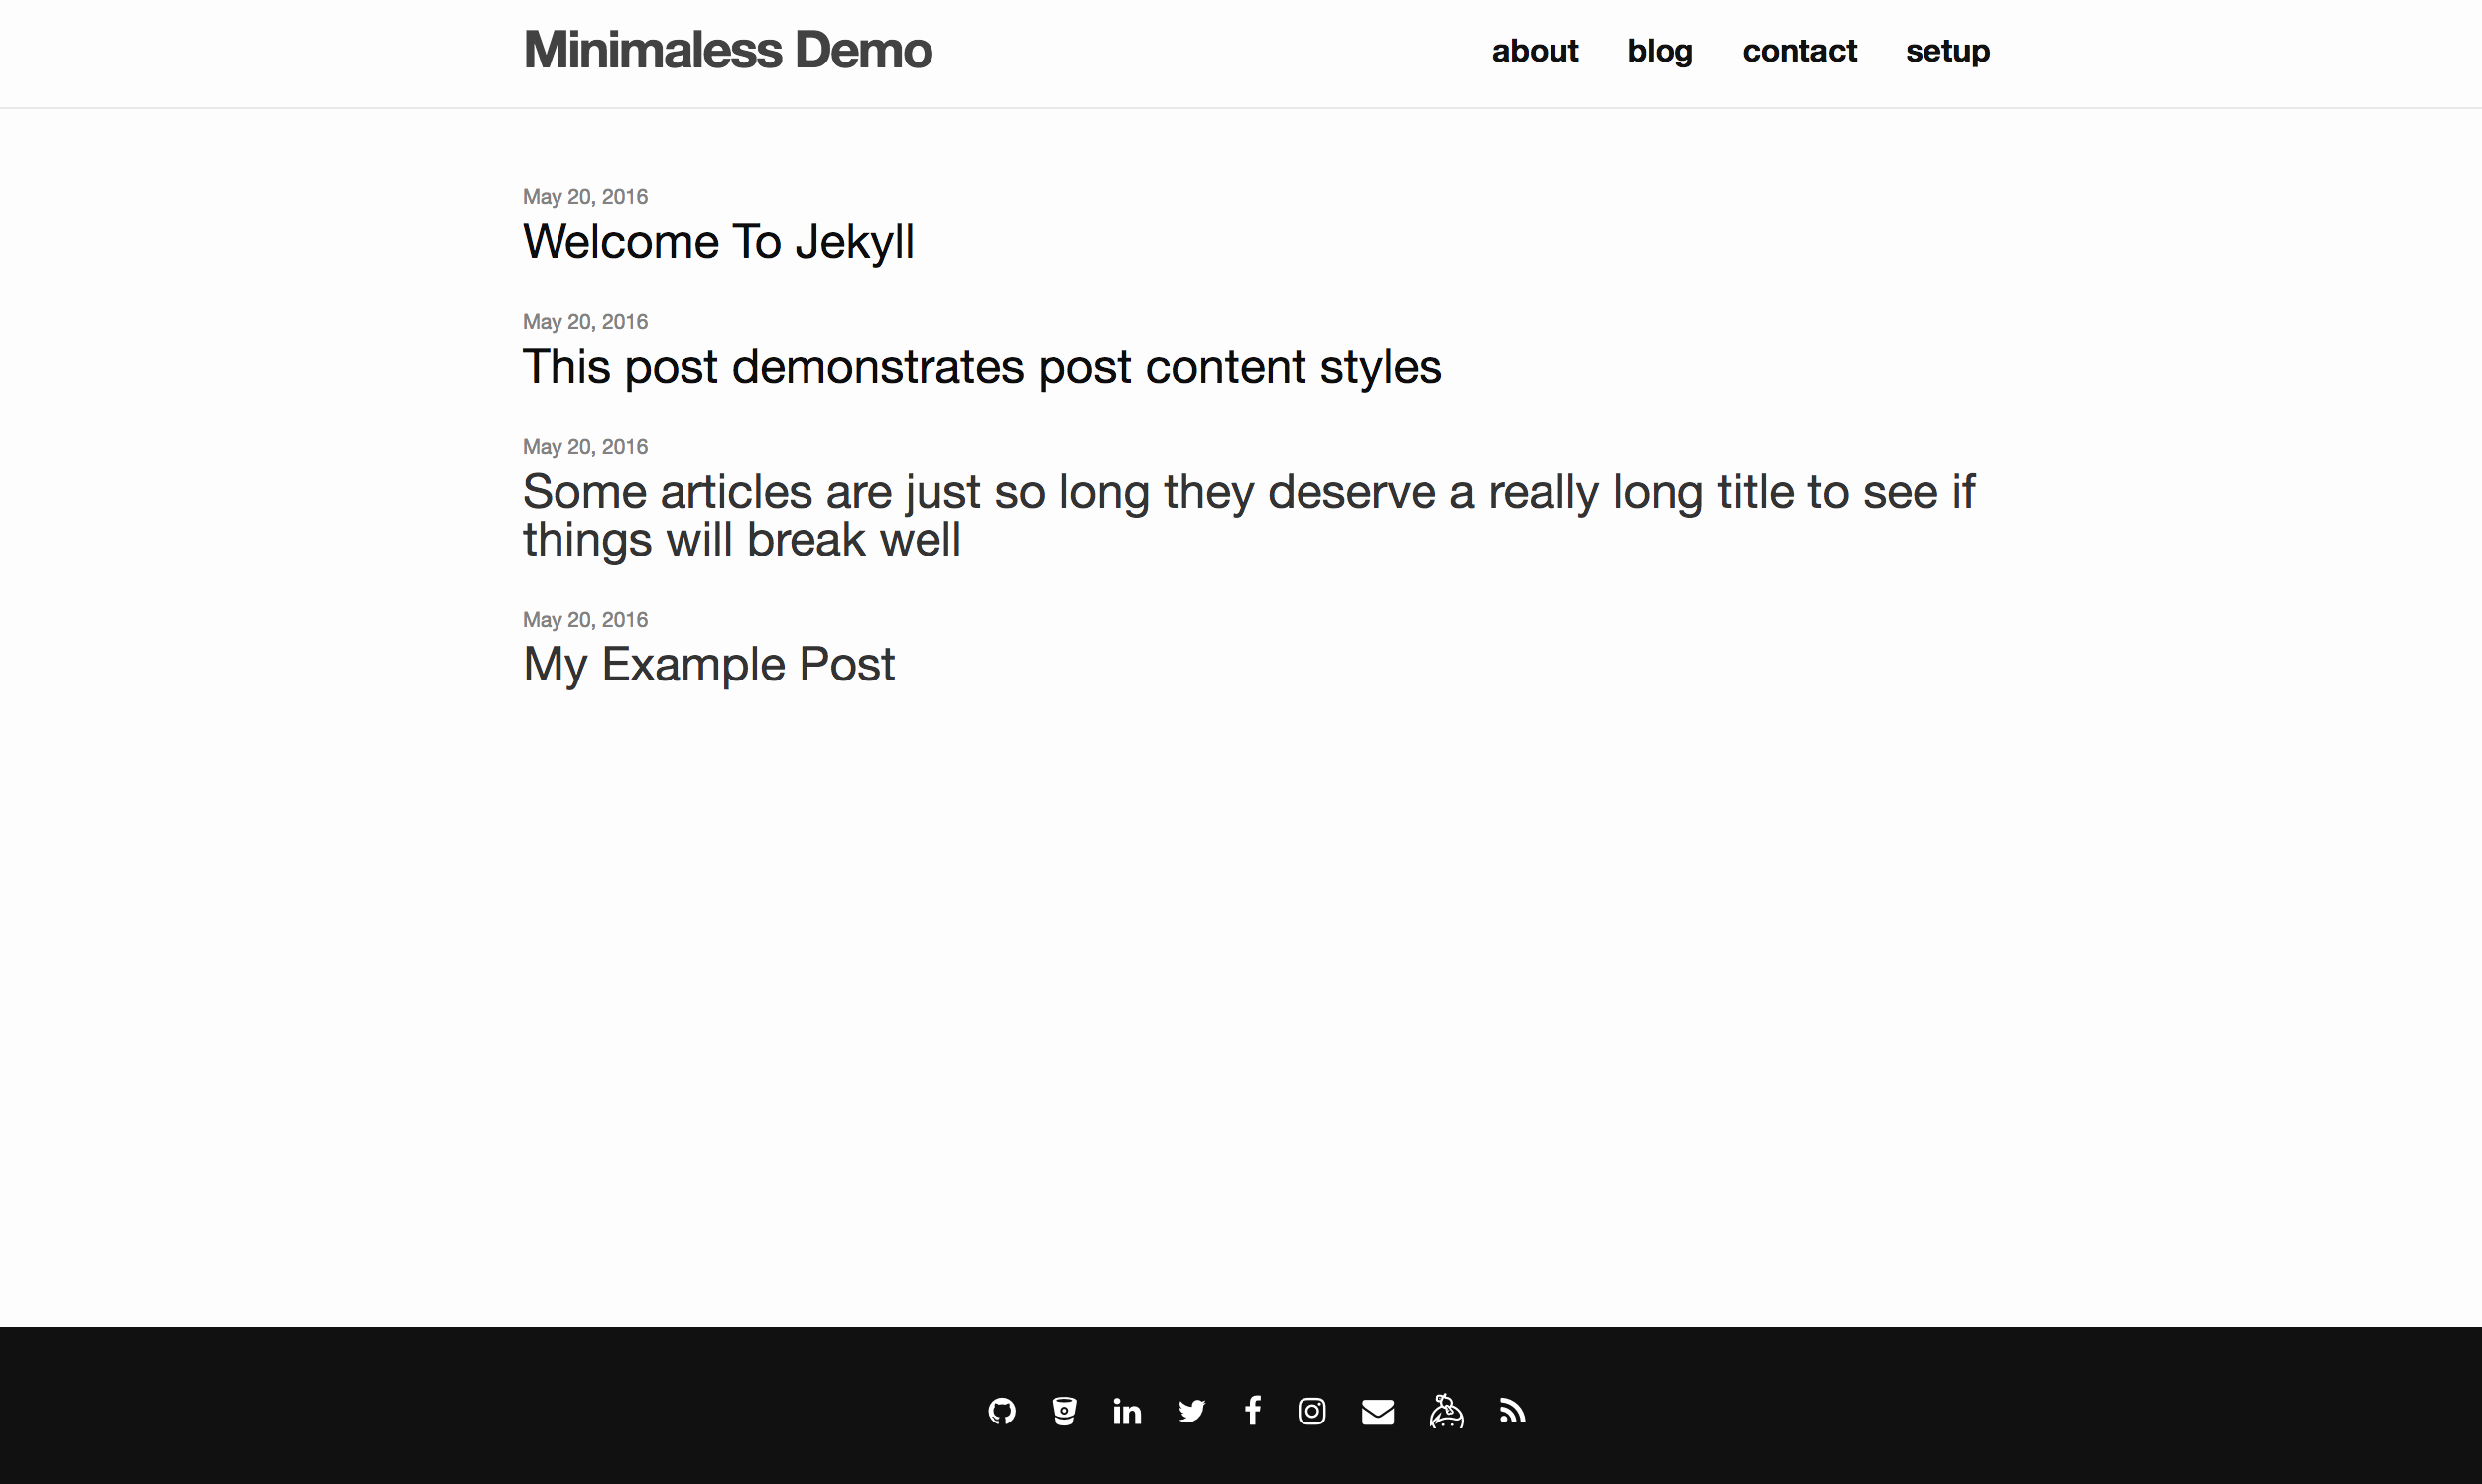 Minimaless Demo
about blog contact setup
May 20, 2016
Welcome To Jekyll
May 20, 2016
This post demonstrates post content styles
May 20, 2016
Some articles are just so long they deserve a really long title to see if
things will break well
May 20, 2016
My Example Post